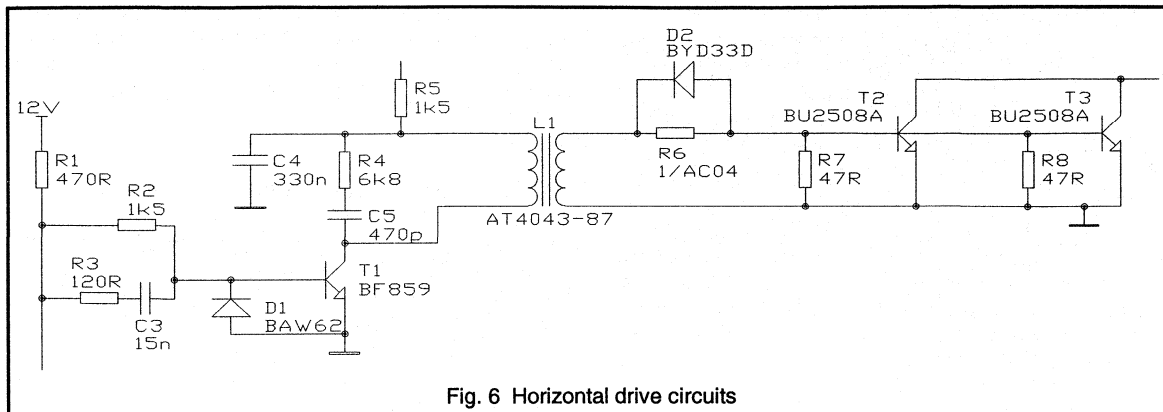 D2
BYD33D
R5
1k5
T2
BU2508A
T3
BU2508A
12V
L1
R1
470R
C4
330n
R4
6k8
R6
1/AC04
R7
47R
R8
47R
R2
1k5
C5
470p
AT4043-87
R3
120R
T1
BF859
C3
15n
D1
BAW62
Fig. 6 Horizontal drive circuits